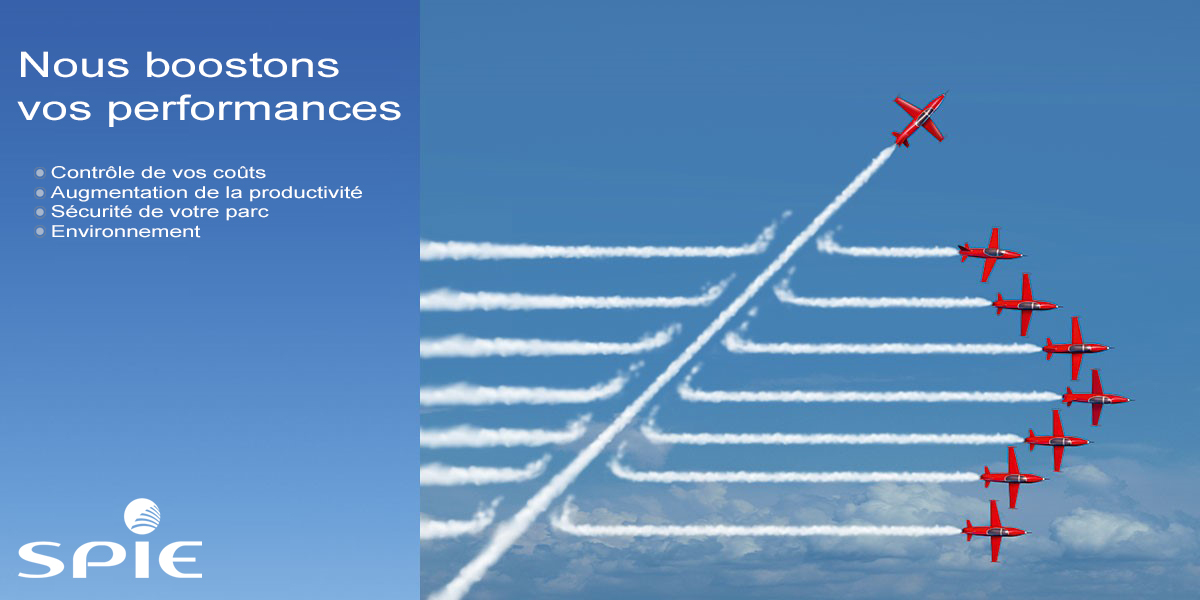 Nous boostons
vos performances
Contrôle de vos coûts
Augmentation de la productivité
Sécurité de votre parc
Environnement
SPIE